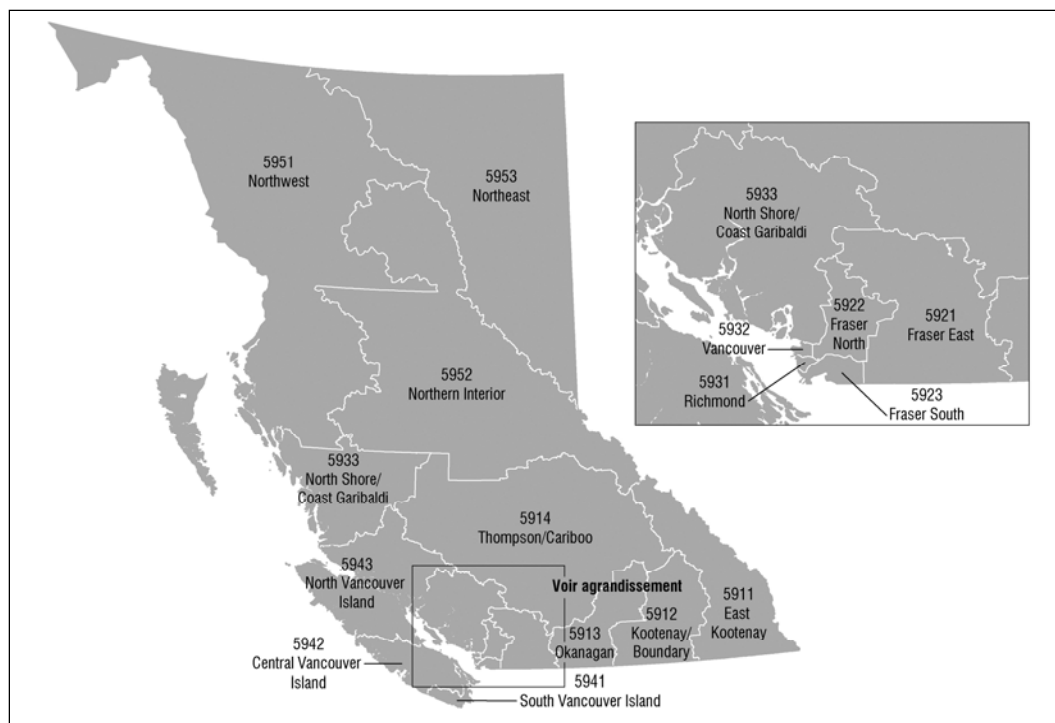 5951
Northwest
5953
Northeast
5952
Northern Interior
5933
North Shore/
Coast Garibaldi
5914
Thompson/Cariboo
5943
North Vancouver
Island
Voir agrandissement
5911
East
Kootenay
5912
Kootenay/
Boundary
5913
Okanagan
5942
Central Vancouver
Island
5941
South Vancouver Island
5933
North Shore/
Coast Garibaldi
5922
Fraser
North
5921
Fraser East
5932
Vancouver
5931
Richmond
5923
Fraser South